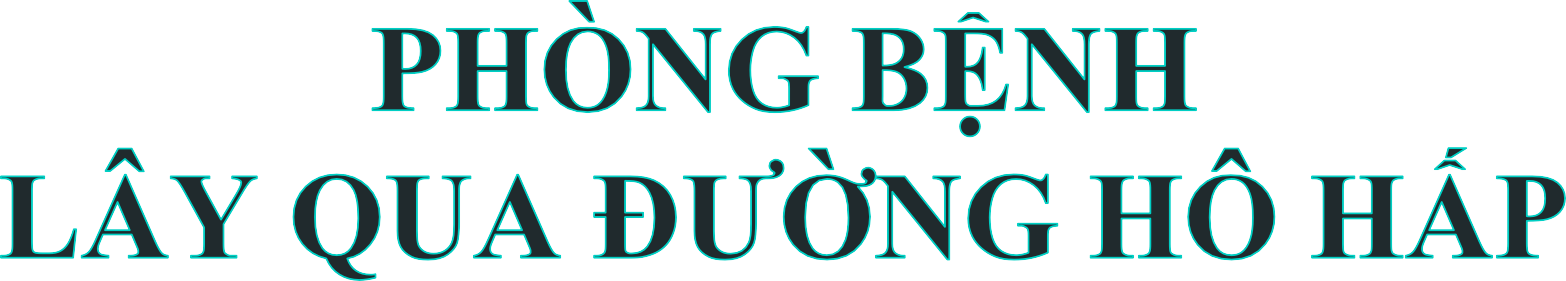 PHÒNG BỆNH
LÂY QUA ĐƯỜNG HÔ HẤP